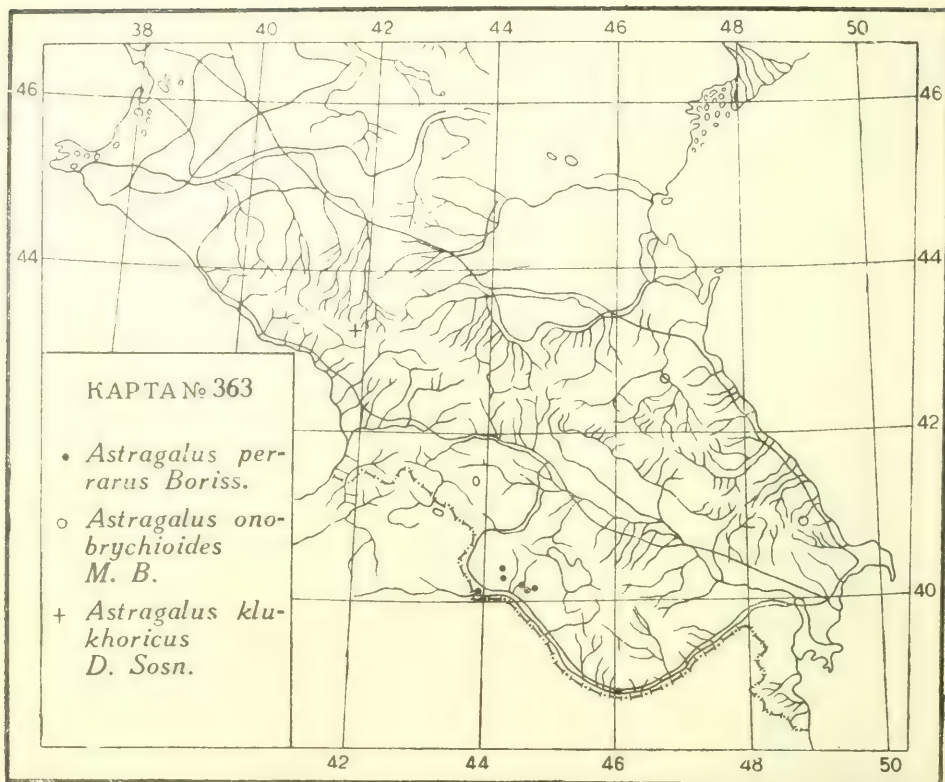 38 40 42 44 46 48 50
46 46
44 44
КАРТА № 363
• Astragalus per-
rarus Boriss.
○ Astragalus ono-
brychioides
M. B.
+ Astragalus klu-
khoricus
D. Sosn.
42 42
40
42 44 46 48 50